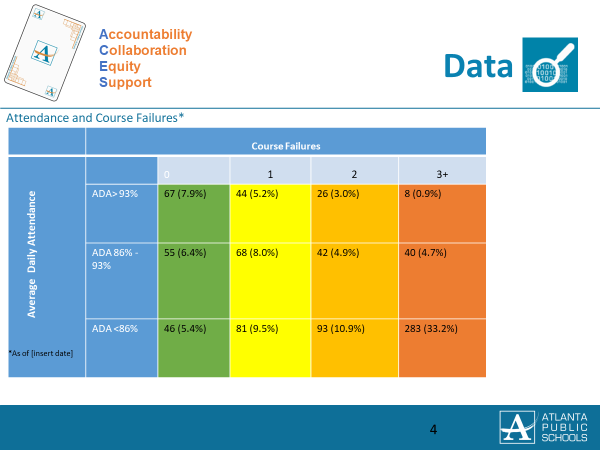 Accountability
Collaboration
Equity
Support
Data
Attendance and Course Failures*
Course Failures
0 1 2 3+
Average Daily Attendance
ADA> 93% 67 (7.9%) 44 (5.2%) 26 (3.0%) 8 (0.9%)
ADA 86% - 93% 55 (6.4%) 68 (8.0%) 42 (4.9%) 40 (4.7%)
ADA <86% 46 (5.4%) 81 (9.5%) 93 (10.9%) 283 (33.2%)
*As of [insert date]
4
ATLANTA
PUBLIC
SCHOOLS